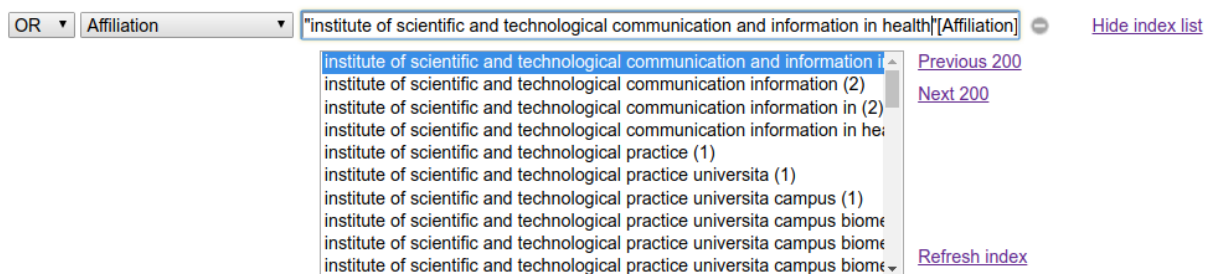 OR Affiliation "institute of scientific and technological communication and information in health"[Affiliation] Hide index list
institute of scientific and technological communication and information Previous 200
institute of scientific and technological communication information (2)
Next 200
institute of scientific and technological communication information in (2)
institute of scientific and technological communication information in
institute of scientific and technological practice (1)
institute of scientific and technological practice universita (1)
institute of scientific and technological practice universita campus (1)
institute of scientific and technological practice universita campus
institute of scientific and technological practice universita campus
institute of scientific and technological practice universita campus
Refresh index